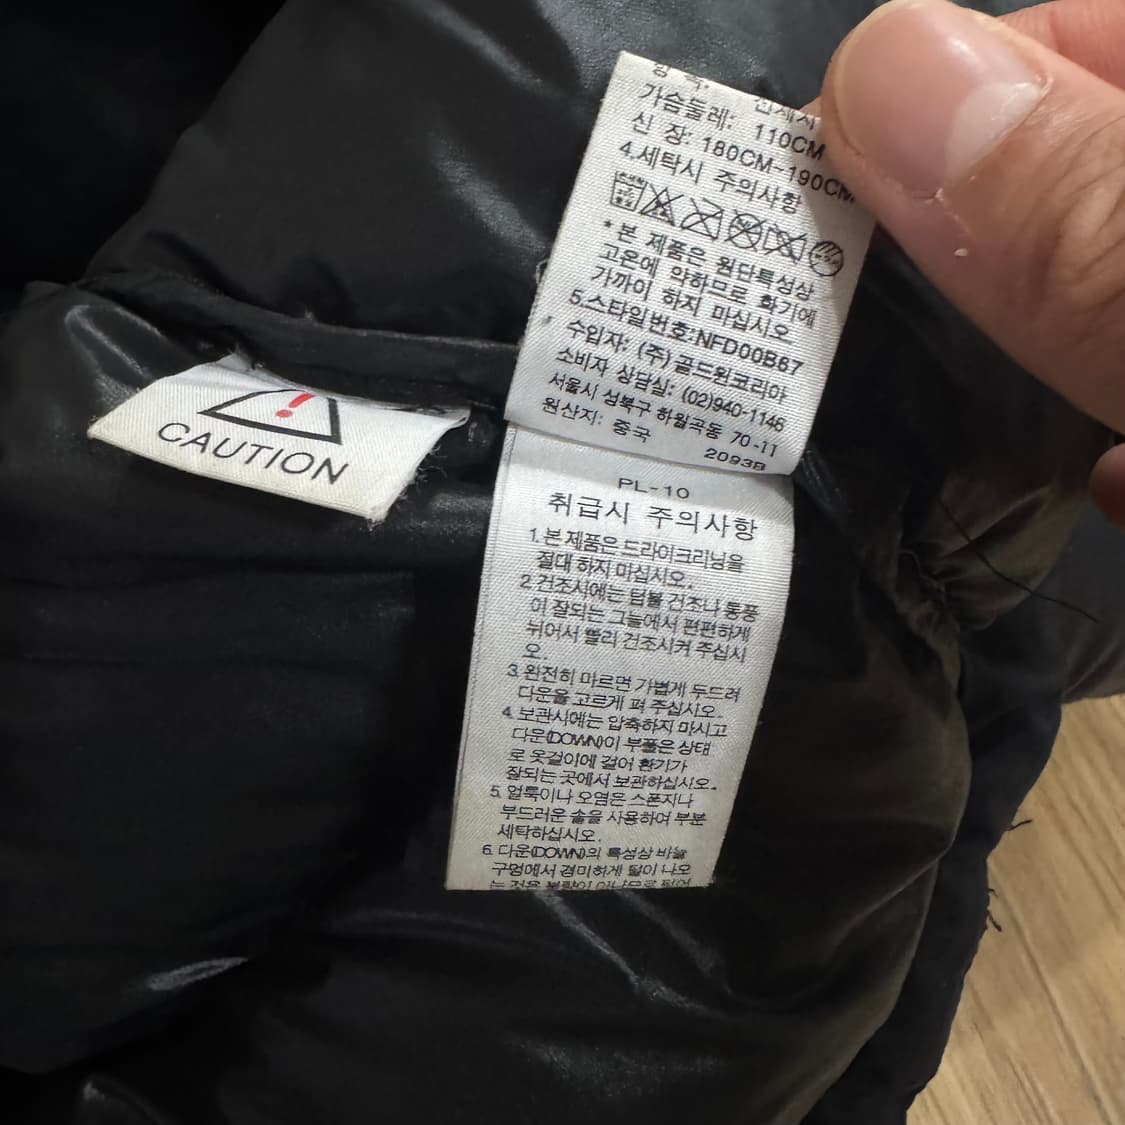 가슴둘레: 110CM
신 장: 180CM-190CM
4.세탁시 주의사항
*본 제품은 원단특성상
고온에 약하므로 화기에
가까이 하지 마십시오
5.스타일번호:NFD00B67
수입자: (주)골드윈코리아
소비자 상담실: (02)940-1146
서울시 성북구 하월곡동 70-11
원산지: 중국
2093B
CAUTION
PL-10
취급시 주의사항
1.본 제품은 드라이크리닝을
절대 하지 마십시오.
2.건조시에는 텀블 건조나 통풍
이 잘되는 그늘에서 편편하게
뉘어서 빨리 건조시켜 주십시
오.
3.완전히 마르면 가볍게 두드려
다운을 고르게 펴 주십시오.
4.보관시에는 압축하지 마시고
다운(DOWN)이 부풀은 상태
로 옷걸이에 걸어 환기가
잘되는 곳에서 보관하십시오.
5.얼룩이나 오염은 스폰지나
부드러운 솔을 사용하여 부분
세탁하십시오.
6.다운(DOWN)의 특성상 바늘
구멍에서 경미하게 털이 나오